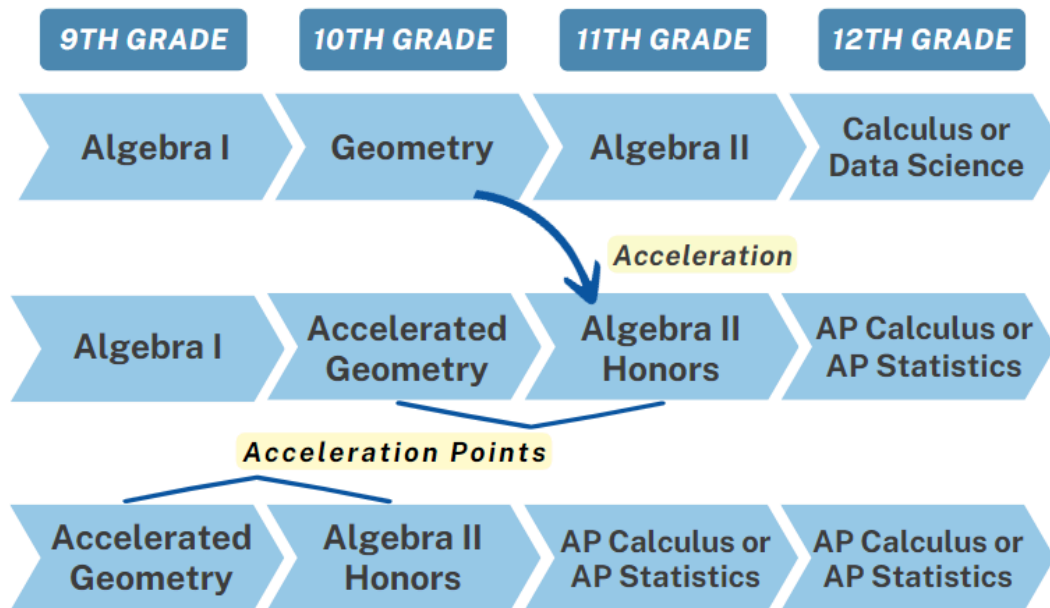 9TH GRADE
10TH GRADE
11TH GRADE
12TH GRADE
Algebra I
Geometry
Algebra II
Calculus or
Data Science
Acceleration
Algebra I
Accelerated
Geometry
Algebra II
Honors
AP Calculus or
AP Statistics
Acceleration Points
Accelerated
Geometry
Algebra II
Honors
AP Calculus or
AP Statistics
AP Calculus or
AP Statistics